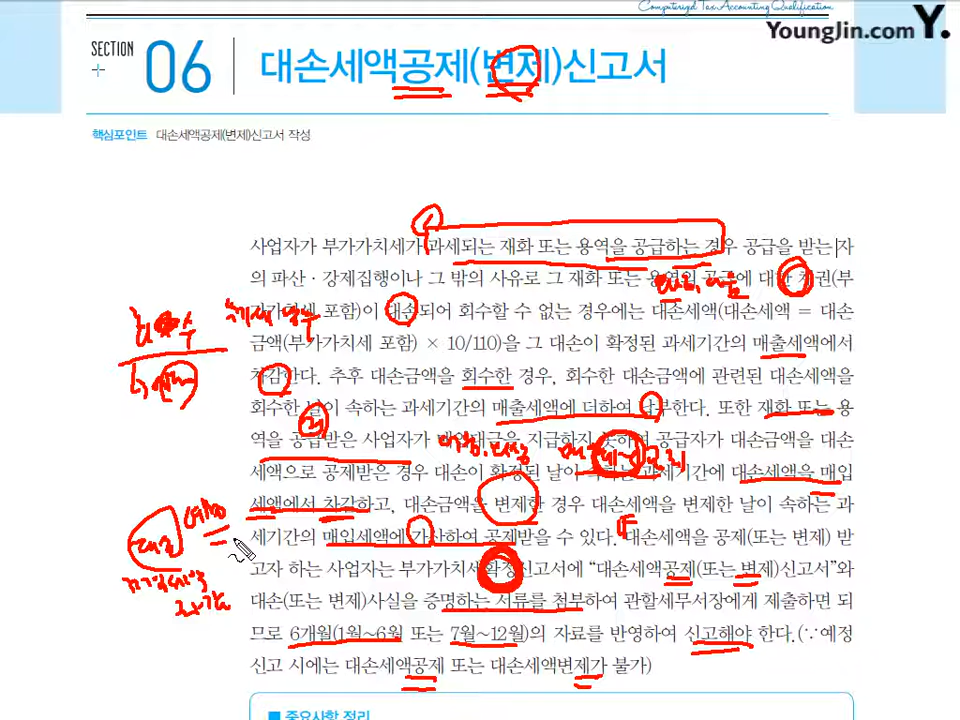 Computerized Tax Accounting Qualification
YoungJin.com Y.
SECTION
06 대손세액공제(변제)신고서
핵심포인트 대손세액공제(변제)신고서 작성
사업자가 부가가치세가 과세되는 재화 또는 용역을 공급하는 경우 공급을 받는 자
의 파산·강제집행이나 그 밖의 사유로 그 재화 또는 용역의 공급에 대한 채권(부
가가치세 포함)이 대손되어 회수할 수 없는 경우에는 대손세액(대손세액 = 대손
금액(부가가치세 포함) × 10/110)을 그 대손이 확정된 과세기간의 매출세액에서
차감한다. 추후 대손금액을 회수한 경우, 회수한 대손금액에 관련된 대손세액을
회수한 날이 속하는 과세기간의 매출세액에 더하여 납부한다. 또한 재화 또는 용
역을 공급받은 사업자가 매입대금을 지급하지 못하여 공급자가 대손금액을 대손
세액으로 공제받은 경우 대손이 확정된 날이 속하는 과세기간에 대손세액을 매입
세액에서 차감하고, 대손금액을 변제한 경우 대손세액을 변제한 날이 속하는 과
세기간의 매입세액에 가산하여 공제받을 수 있다. 대손세액을 공제(또는 변제) 받
고자 하는 사업자는 부가가치세확정신고서에 “대손세액공제(또는 변제)신고서”와
대손(또는 변제)사실을 증명하는 서류를 첨부하여 관할세무서장에게 제출하면 되
므로 6개월(1월~6월 또는 7월~12월)의 자료를 반영하여 신고해야 한다.(∵예정
신고 시에는 대손세액공제 또는 대손세액변제가 불가)
중요사항 정리